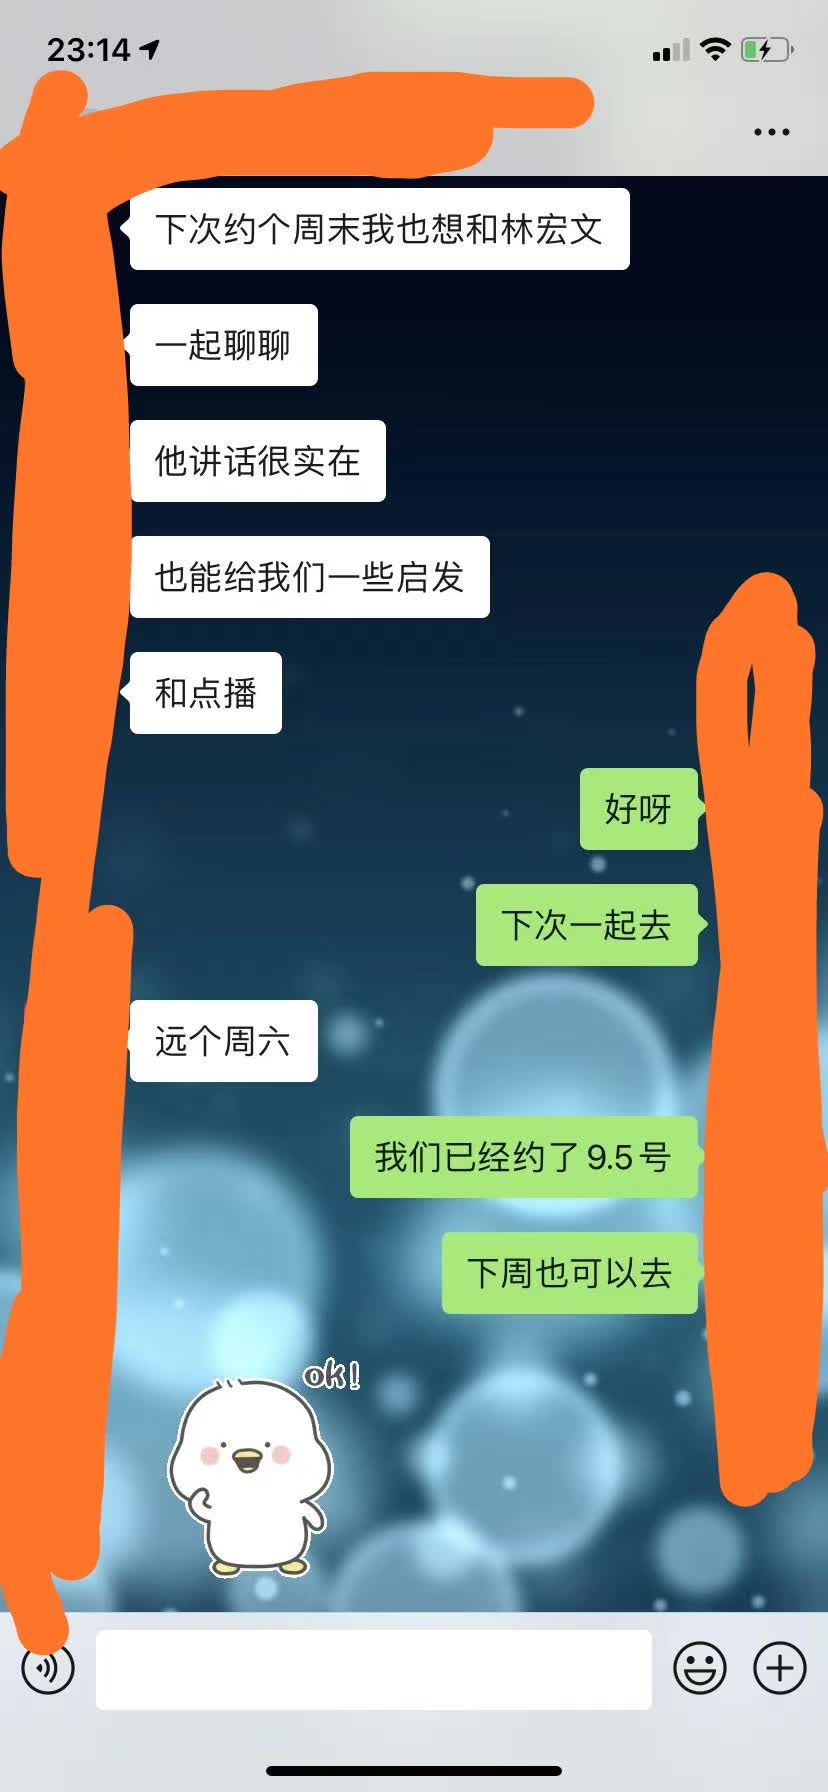 23:14
下次约个周末我也想和林宏文
一起聊聊
他讲话很实在
也能给我们一些启发
和点播
好呀
下次一起去
远个周六
我们已经约了9.5号
下周也可以去
ok!